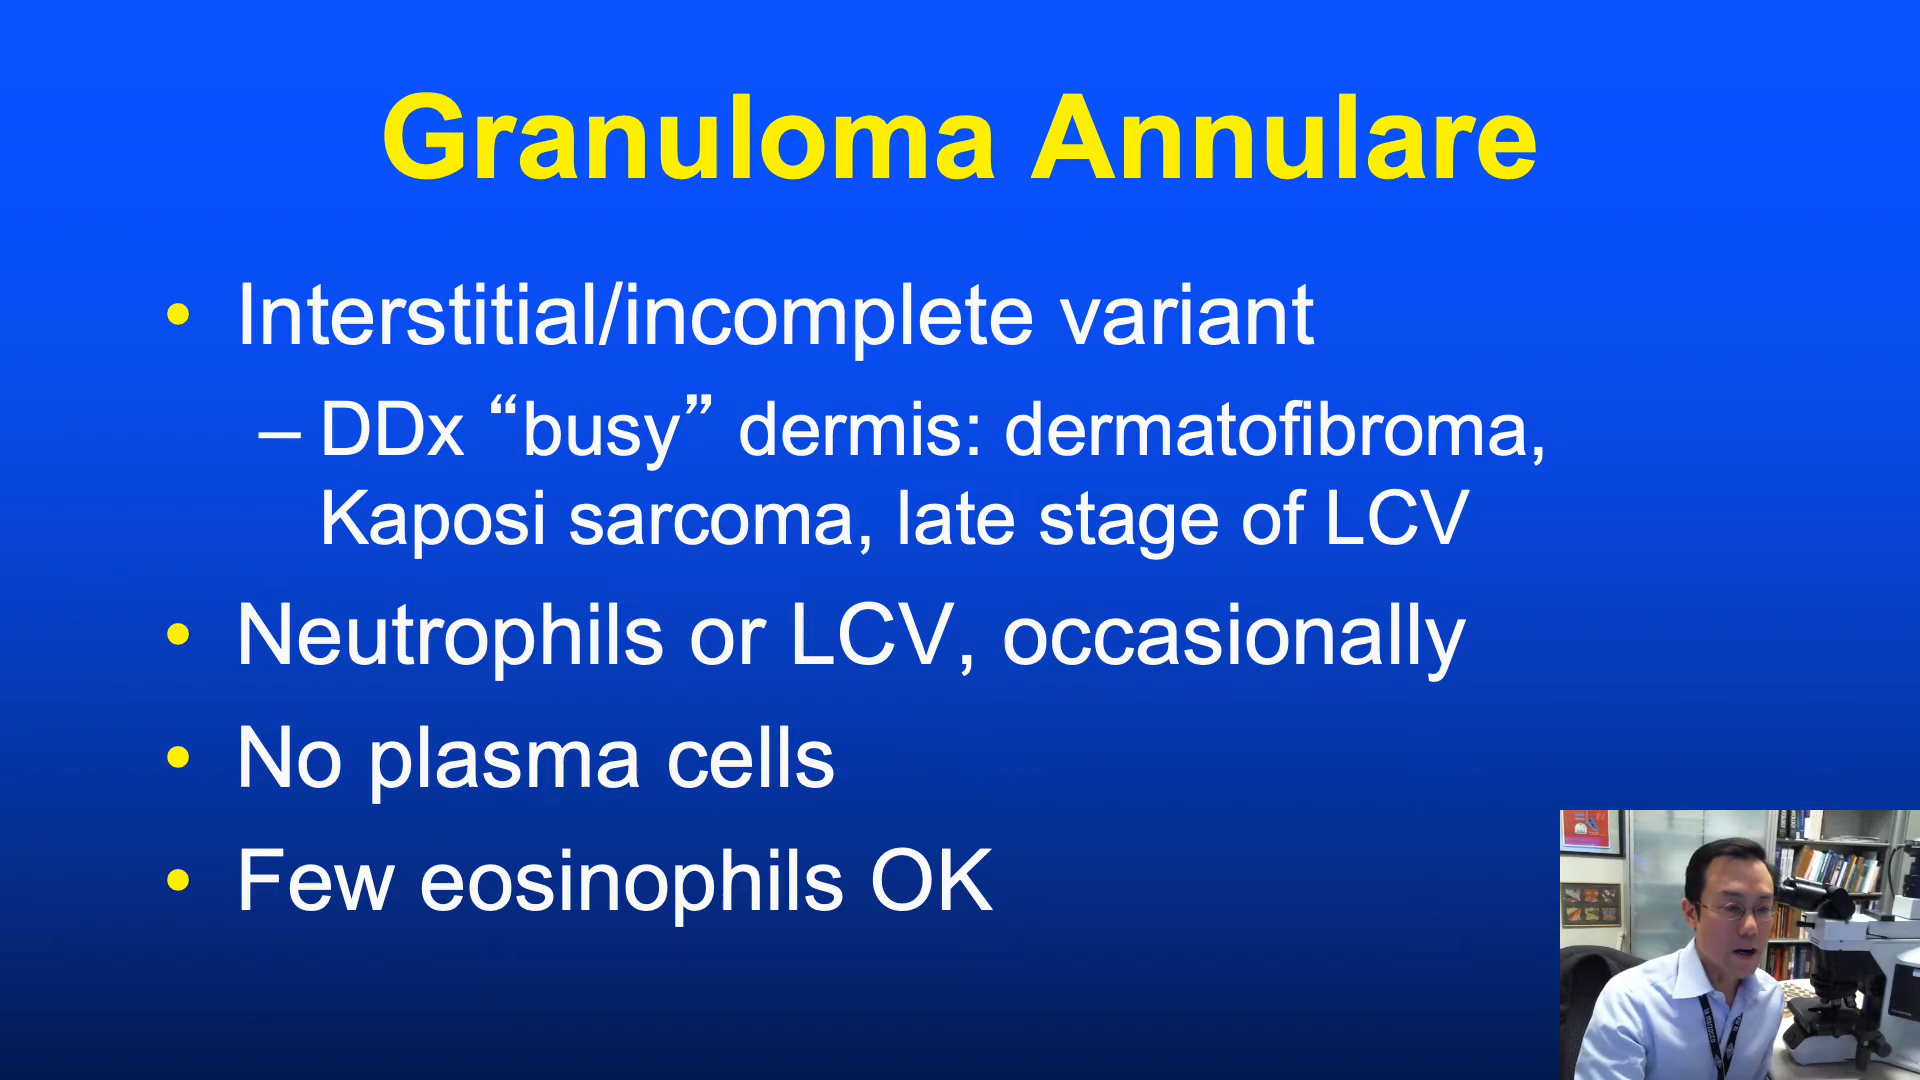 Granuloma Annulare
• Interstitial/incomplete variant
– DDx “busy” dermis: dermatofibroma,
Kaposi sarcoma, late stage of LCV
• Neutrophils or LCV, occasionally
• No plasma cells
• Few eosinophils OK